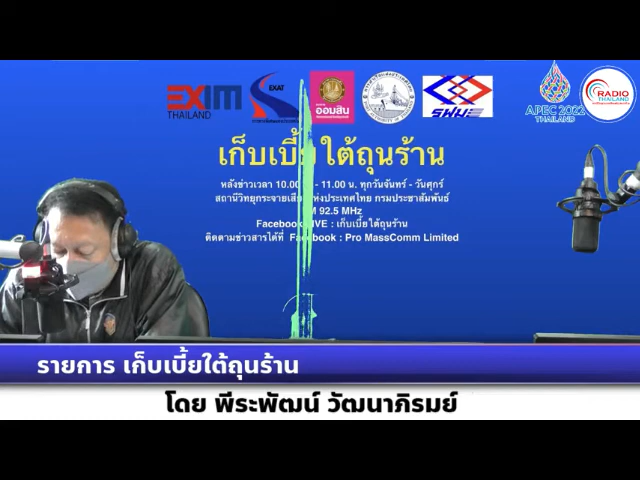 EXIM
THAILAND
EXAT
ออมสิน
รฟม
APEC 2022
THAILAND
RADIO
THAILAND
เก็บเบี้ยใต้ถุนร้าน
หลังข่าวเวลา 10.00 - 11.00 น. ทุกวันจันทร์ - วันศุกร์
สถานีวิทยุกระจายเสียงแห่งประเทศไทย กรมประชาสัมพันธ์
FM 92.5 MHz
Facebook LIVE : เก็บเบี้ยใต้ถุนร้าน
ติดตามข่าวสารได้ที่ Facebook : Pro MassComm Limited
รายการ เก็บเบี้ยใต้ถุนร้าน
โดย พีระพัฒน์ วัฒนาภิรมย์